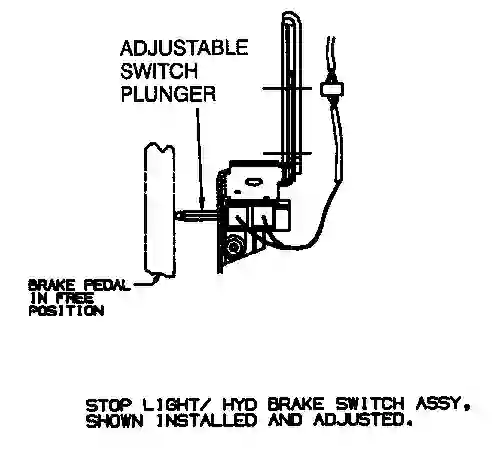 ADJUSTABLE
SWITCH
PLUNGER
BRAKE PEDAL
IN FREE
POSITION
STOP LIGHT/ HYD BRAKE SWITCH ASSY,
SHOWN INSTALLED AND ADJUSTED.